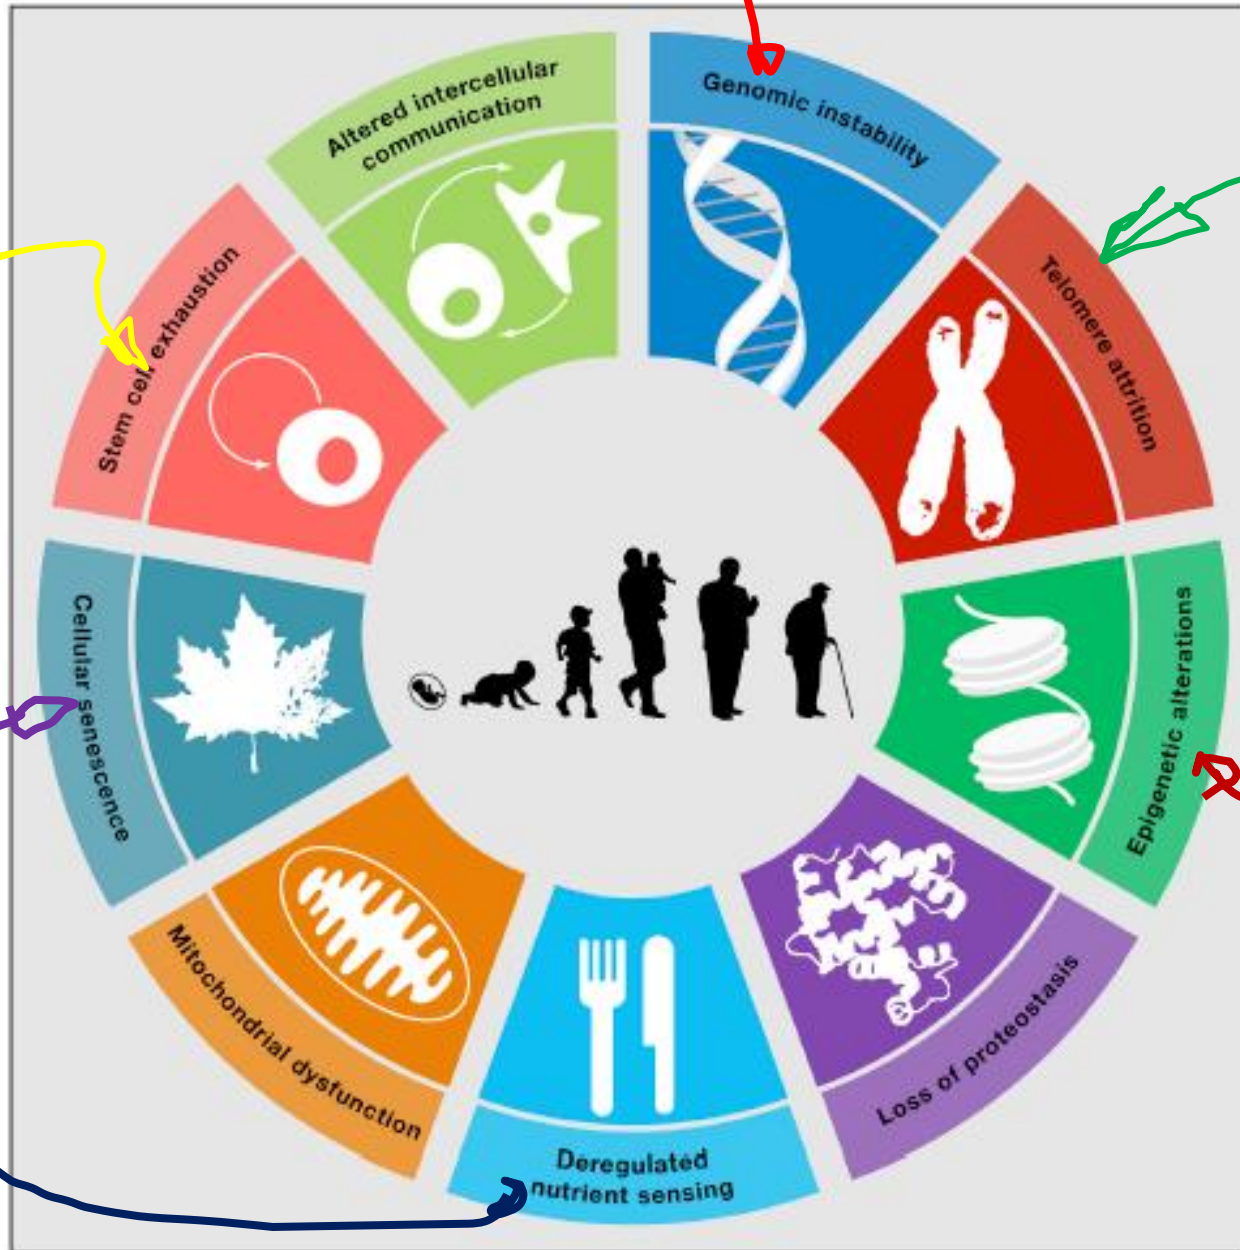 Altered intercellular
communication
Genomic instability
Telomere attrition
Epigenetic alterations
Loss of proteostasis
Deregulated
nutrient sensing
Mitochondrial dysfunction
Cellular senescence
Stem cell exhaustion